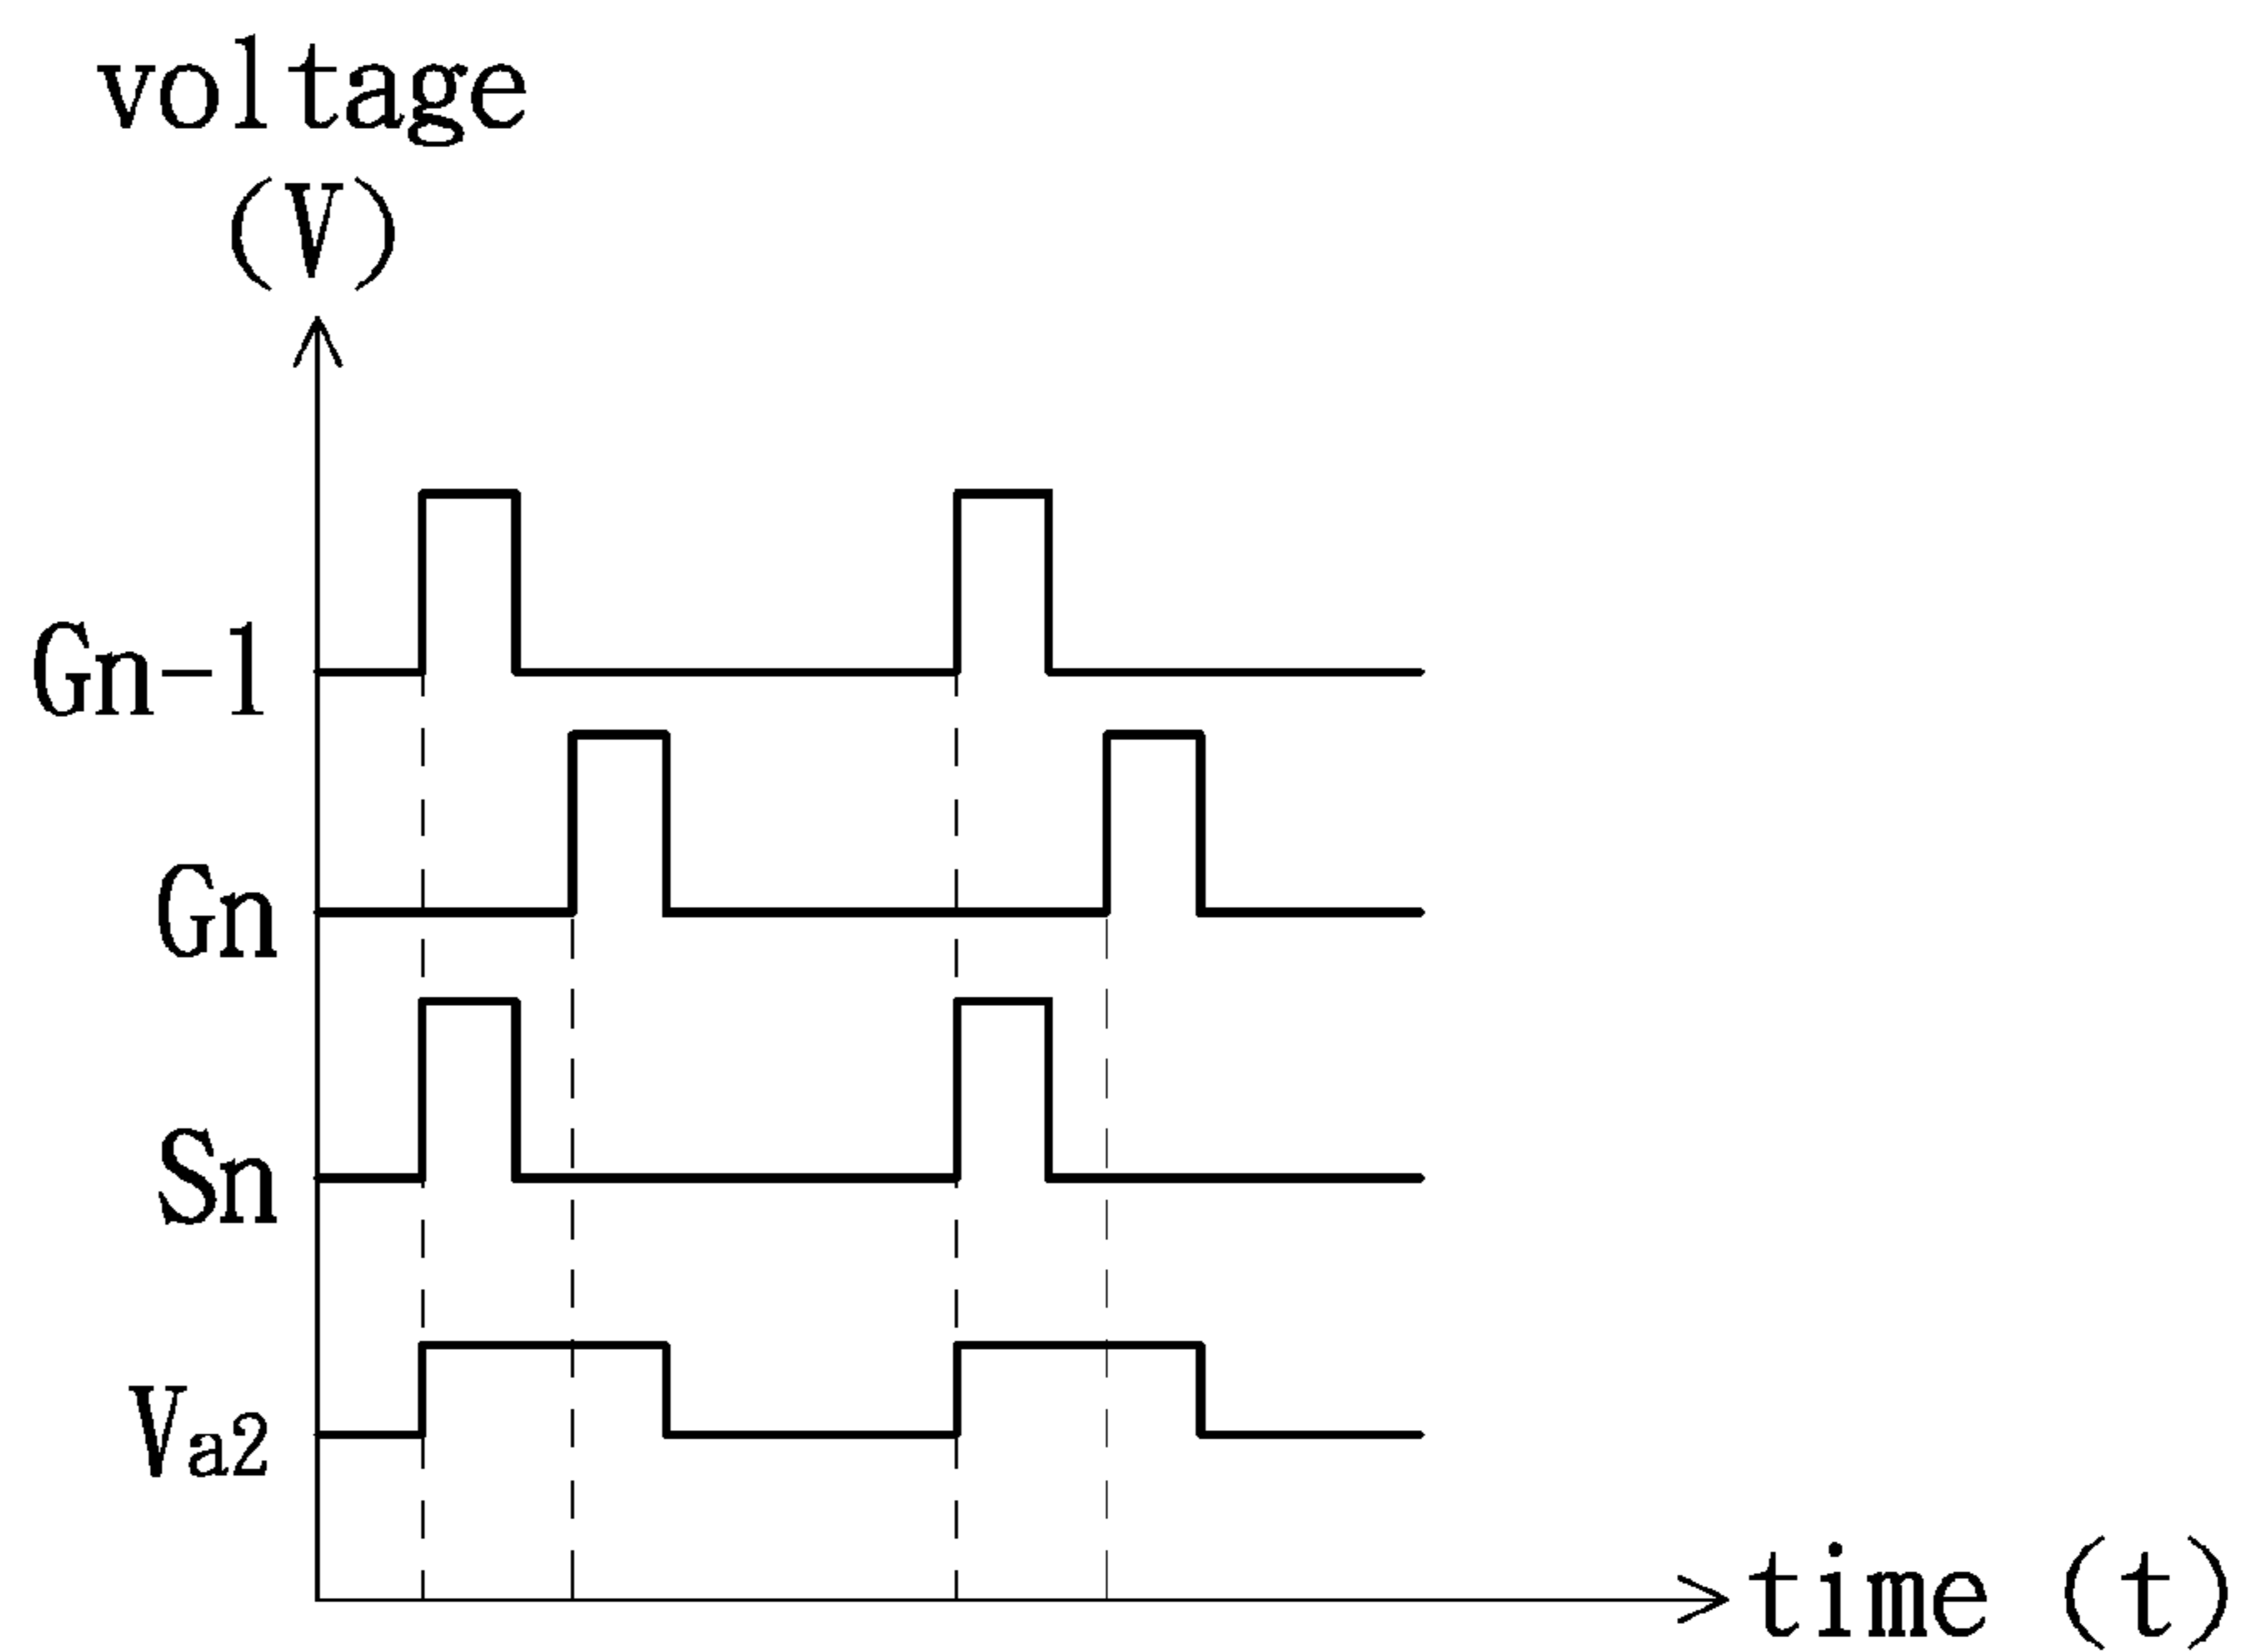 voltage
(V)
Gn-1
Gn
Sn
Va2
time (t)